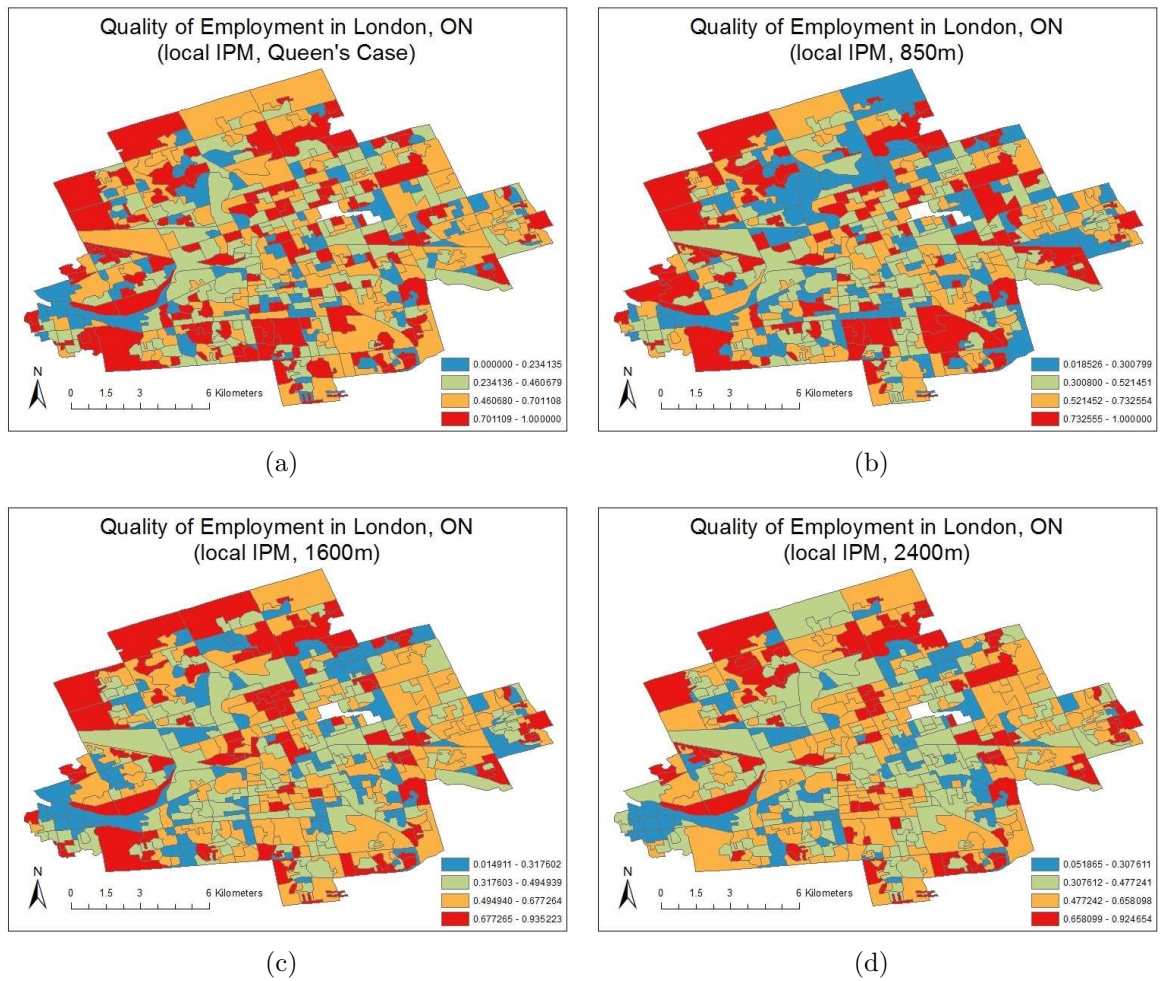 Quality of Employment in London, ON
(local IPM, Queen's Case)
N
0 1.5 3 6 Kilometers
0.000000 - 0.234135
0.234136 - 0.460679
0.460680 - 0.701108
0.701109 - 1.000000
(a)
Quality of Employment in London, ON
(local IPM, 850m)
N
0 1.5 3 6 Kilometers
0.018526 - 0.300799
0.300800 - 0.521451
0.521452 - 0.732554
0.732555 - 1.000000
(b)
Quality of Employment in London, ON
(local IPM, 1600m)
N
0 1.5 3 6 Kilometers
0.014911 - 0.317602
0.317603 - 0.494939
0.494940 - 0.677264
0.677265 - 0.935223
(c)
Quality of Employment in London, ON
(local IPM, 2400m)
N
0 1.5 3 6 Kilometers
0.051865 - 0.307611
0.307612 - 0.477241
0.477242 - 0.658098
0.658099 - 0.924654
(d)